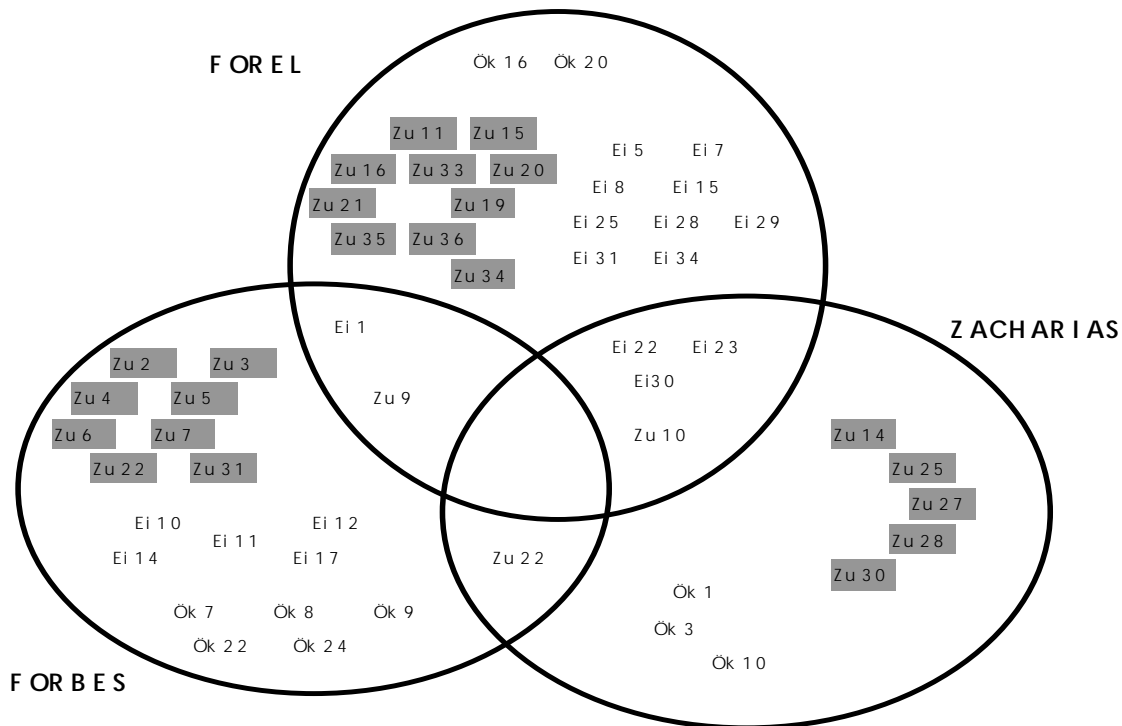 Ök 16 Ök 20
FOREL
Zu 11 Zu 15
Ei 5 Ei 7
Zu 16 Zu 33 Zu 20
Ei 8 Ei 15
Zu 21 Zu 19
Ei 25 Ei 28 Ei 29
Zu 35 Zu 36
Ei 31 Ei 34
Zu 34
Ei 1
ZACHARIAS
Ei 22 Ei 23
Zu 2 Zu 3
Ei30
Zu 4 Zu 5
Zu 9
Zu 6 Zu 7
Zu 10
Zu 14
Zu 22 Zu 31
Zu 25
Zu 27
Ei 10 Ei 12
Ei 11
Zu 28
Ei 14 Ei 17
Zu 22
Zu 30
Ök 1
Ök 7 Ök 8 Ök 9
Ök 3
Ök 22 Ök 24
Ök 10
FORBES